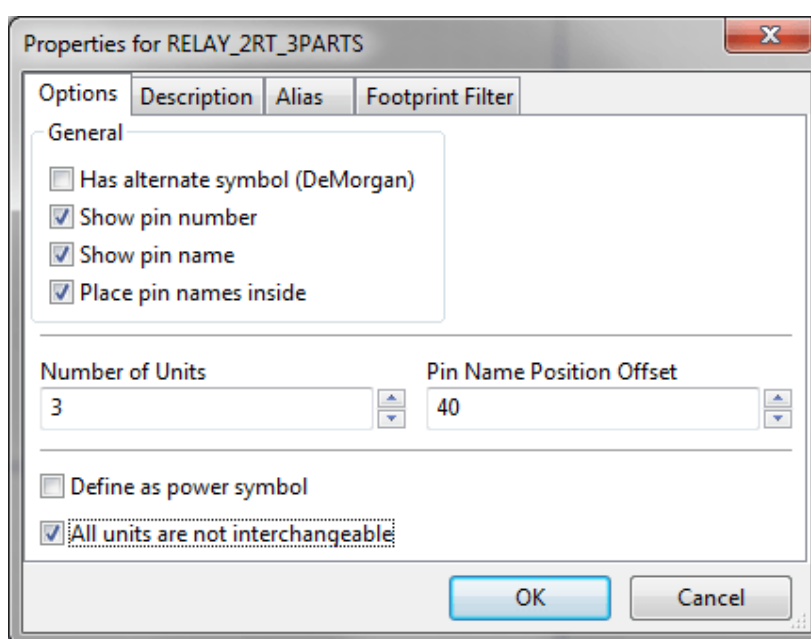 Properties for RELAY_2RT_3PARTS
x
Options Description Alias Footprint Filter
General
Has alternate symbol (DeMorgan)
Show pin number
Show pin name
Place pin names inside
Number of Units Pin Name Position Offset
3 40
Define as power symbol
All units are not interchangeable
OK Cancel